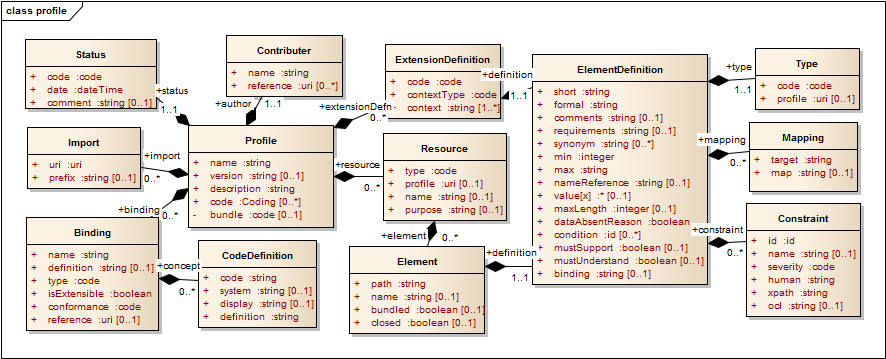 class profile
Status
+ code :code
+ date :dateTime
+ comment :string [0..1]
+status
1..1
Contributer
+ name :string
+ reference :uri [0..*]
+author
1..1
ExtensionDefinition
+ code :code
+ contextType :code
+ context :string [1..*]
+extensionDefn
0..*
+definition
1..1
ElementDefinition
+ short :string
+ formal :string
+ comments :string [0..1]
+ requirements :string [0..1]
+ synonym :string [0..*]
+ min :integer
+ max :string
+ nameReference :string [0..1]
+ value[x] :* [0..1]
+ maxLength :integer [0..1]
+ dataAbsentReason :boolean
+ condition :id [0..*]
+ mustSupport :boolean [0..1]
+ mustUnderstand :boolean [0..1]
+ binding :string [0..1]
+type
1..1
Type
+ code :code
+ profile :uri [0..1]
Import
+ uri :uri
+ prefix :string [0..1]
+import
0..*
Profile
+ name :string
+ version :string [0..1]
+ description :string
+ code :Coding [0..*]
- bundle :code [0..1]
+resource
0..*
Resource
+ type :code
+ profile :uri [0..1]
+ name :string [0..1]
+ purpose :string [0..1]
+mapping
0..*
Mapping
+ target :string
+ map :string [0..1]
+binding
0..*
Binding
+ name :string
+ definition :string [0..1]
+ type :code
+ isExtensible :boolean
+ conformance :code
+ reference :uri [0..1]
+concept
0..*
CodeDefinition
+ code :string
+ system :string [0..1]
+ display :string [0..1]
+ definition :string
+element
0..*
Element
+ path :string
+ name :string [0..1]
+ bundled :boolean [0..1]
+ closed :boolean [0..1]
+definition
1..1
+constraint
0..*
Constraint
+ id :id
+ name :string [0..1]
+ severity :code
+ human :string
+ xpath :string
+ ocl :string [0..1]